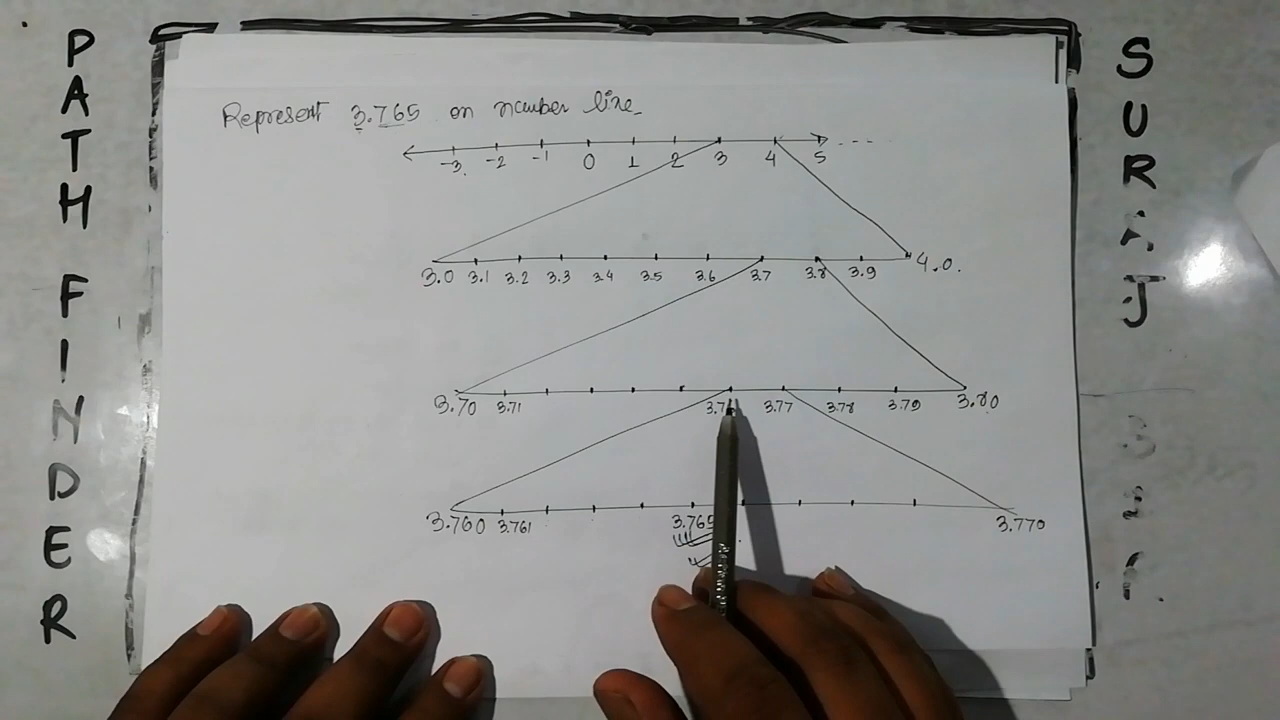 PATH FINDER
Represent 3.765 on number line
-3 -2 -1 0 1 2 3 4 5 ....
3.0 3.1 3.2 3.3 3.4 3.5 3.6 3.7 3.8 3.9 4.0.
3.70 3.71 3.77 3.78 3.79 3.80
3.760 3.761 3.765 3.770
SURAJ